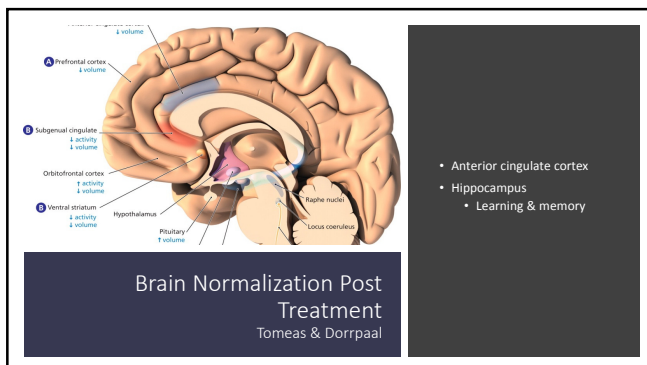 ↓ volume
A Prefrontal cortex
↓ volume
B Subgenual cingulate
↓ activity
↓ volume
Orbitofrontal cortex
↑ activity
↓ volume
B Ventral striatum
↓ activity
↓ volume
Hypothalamus
Pituitary
↑ volume
Raphe nuclei
Locus coeruleus
Brain Normalization Post
Treatment
Tomeas & Dorrpaal
• Anterior cingulate cortex
• Hippocampus
• Learning & memory